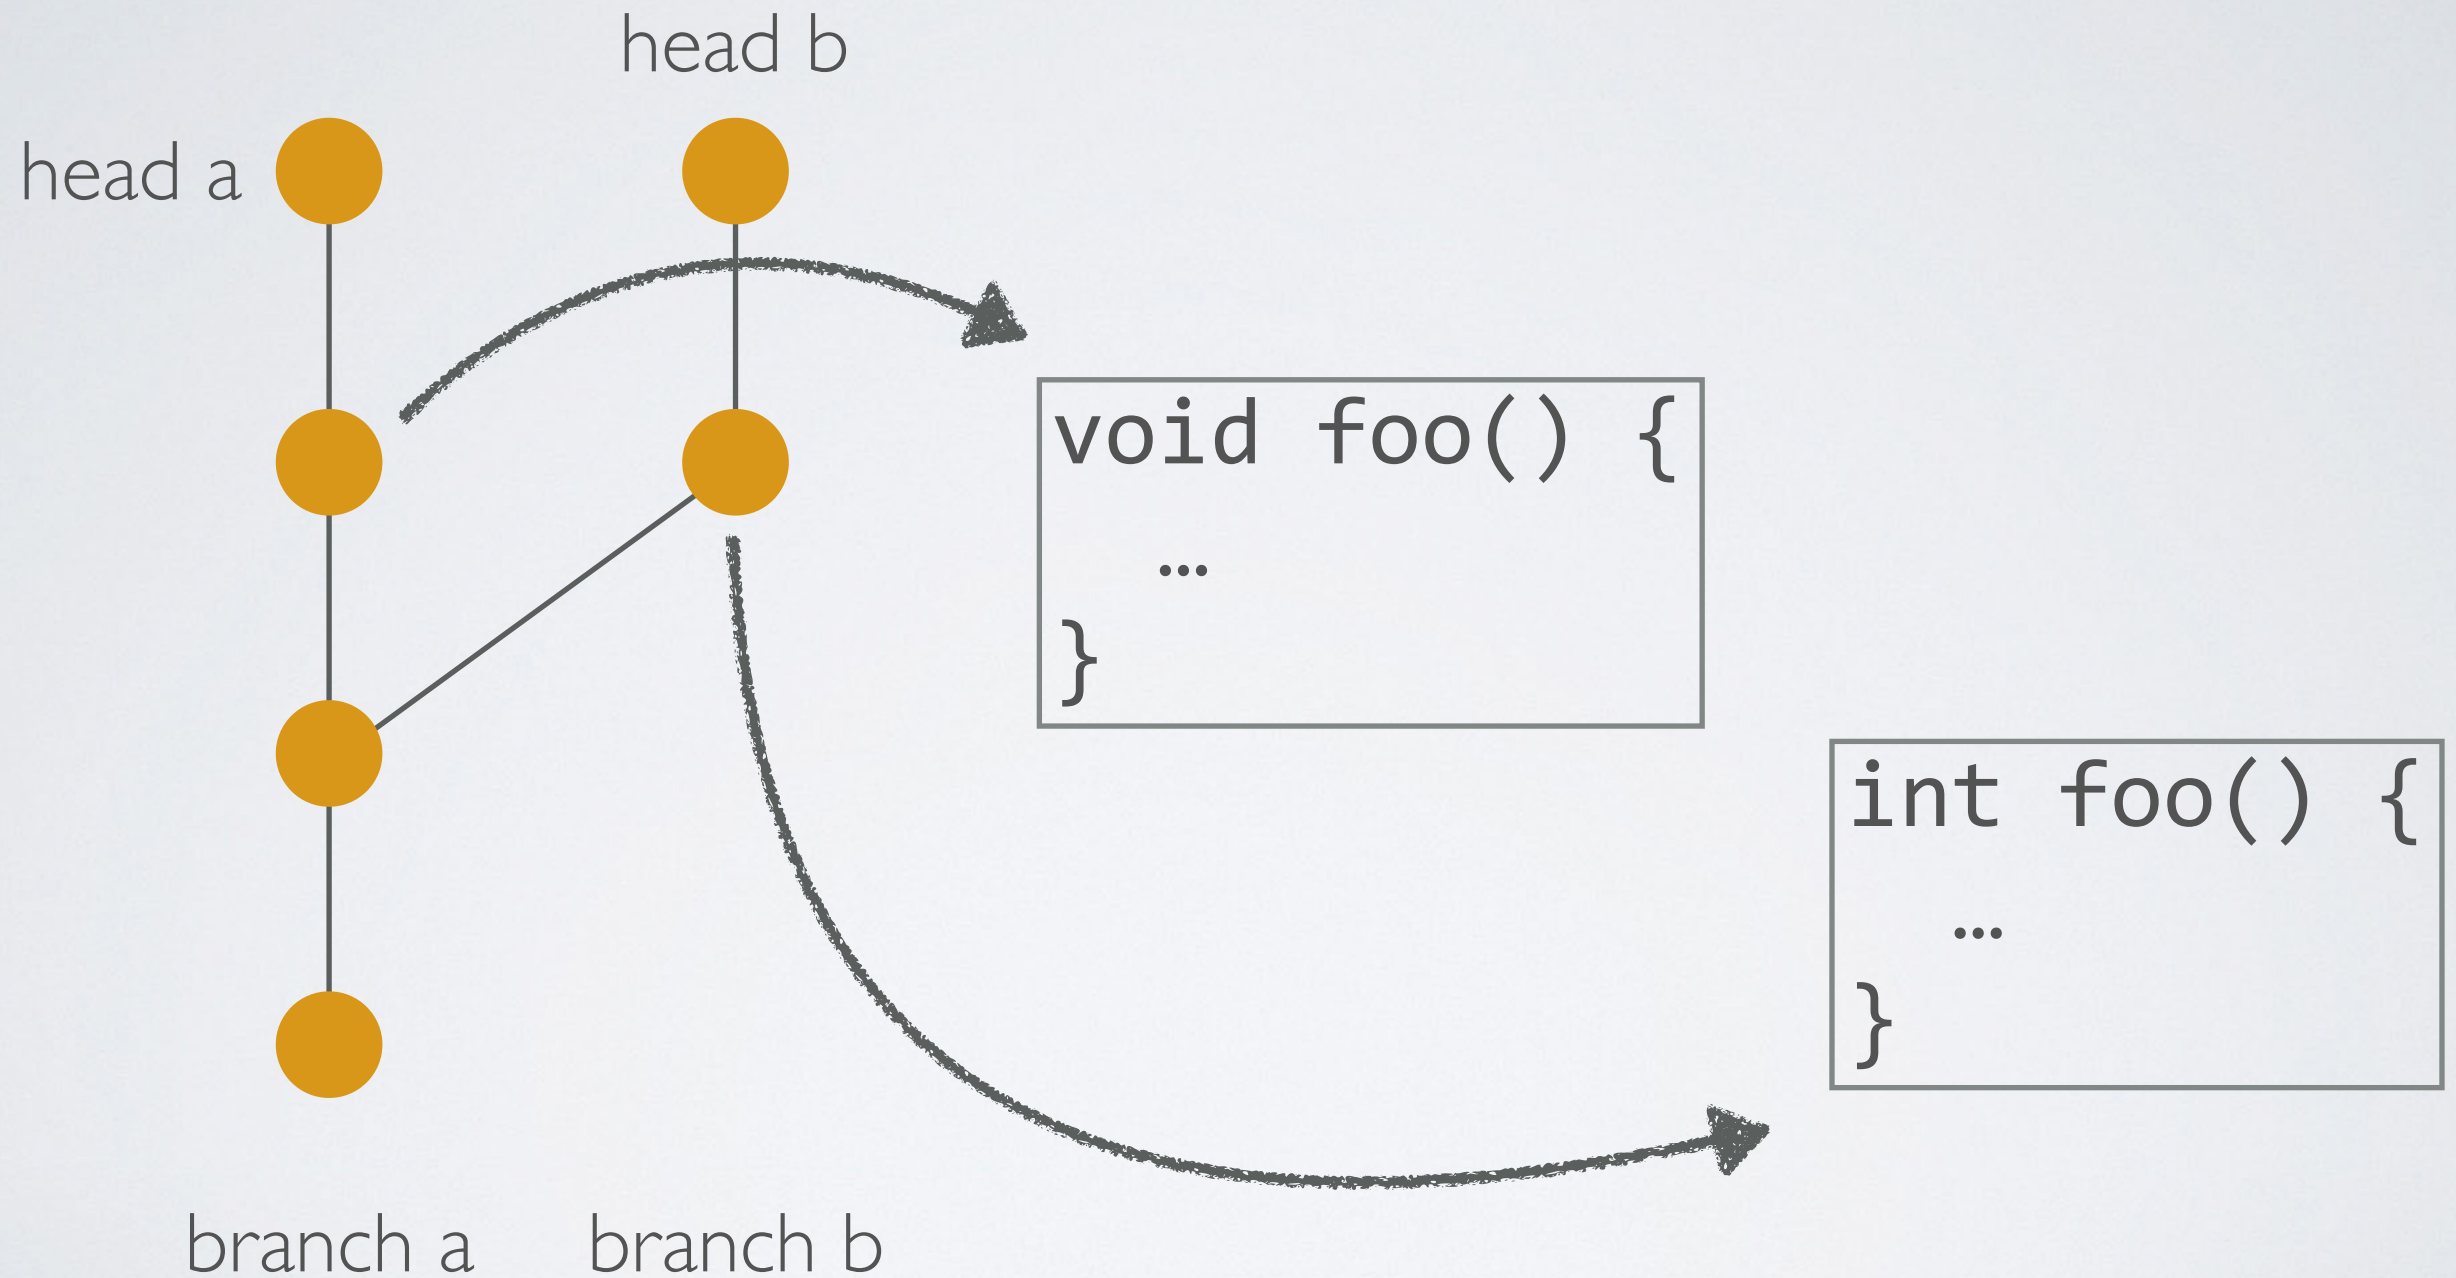 head b
head a
void foo() {
…
}
int foo() {
…
}
branch a
branch b